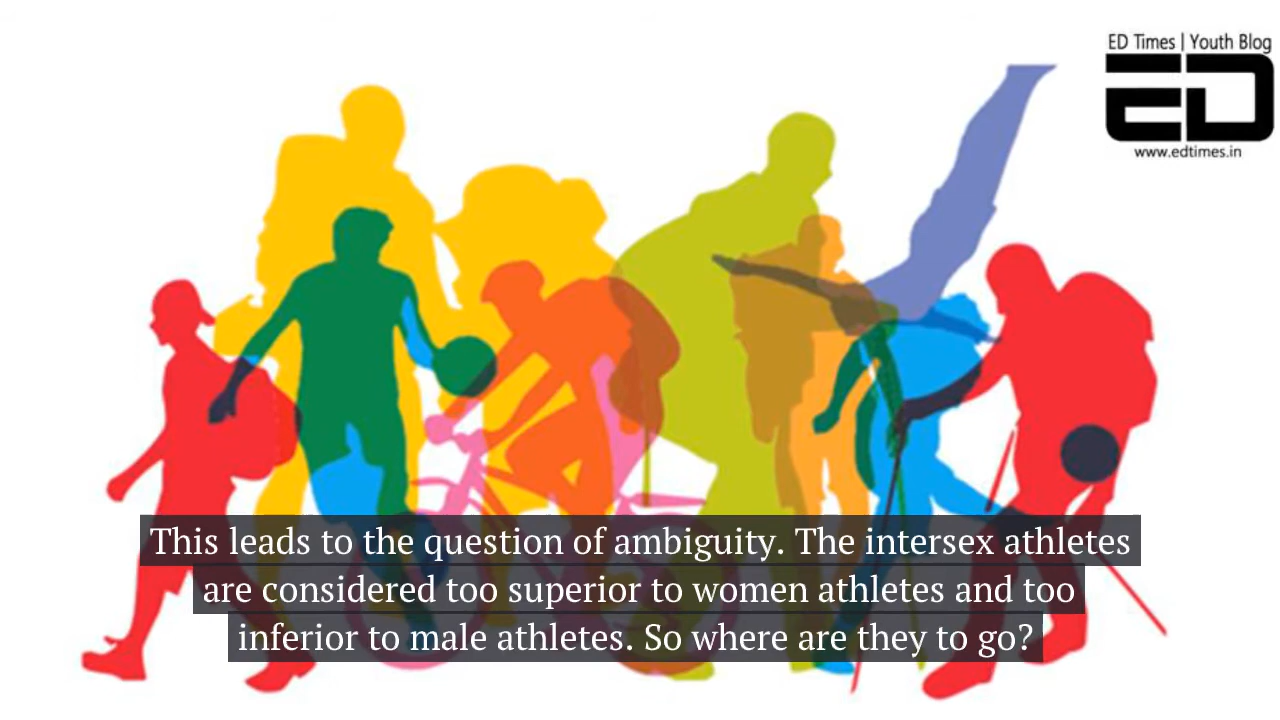 ED Times | Youth Blog
ED
www.edtimes.in
This leads to the question of ambiguity. The intersex athletes
are considered too superior to women athletes and too
inferior to male athletes. So where are they to go?